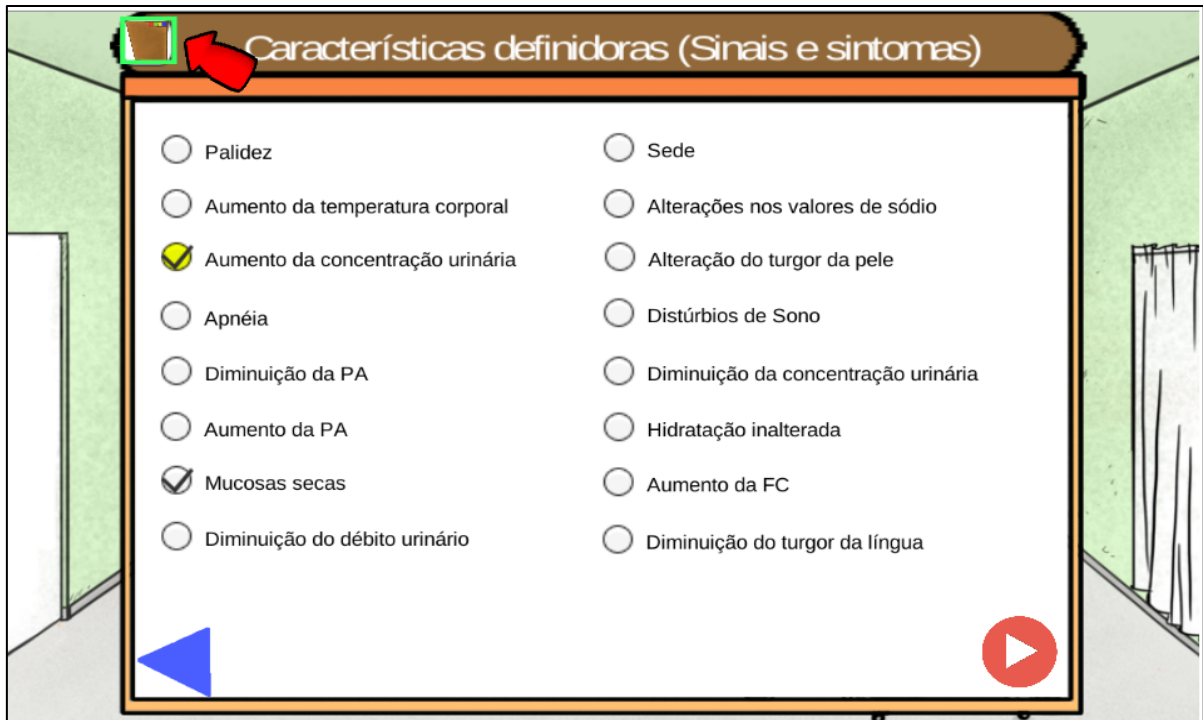 Características definidoras (Sinais e sintomas)
Palidez
Aumento da temperatura corporal
Aumento da concentração urinária
Apnéia
Diminuição da PA
Aumento da PA
Mucosas secas
Diminuição do débito urinário
Sede
Alterações nos valores de sódio
Alteração do turgor da pele
Distúrbios de Sono
Diminuição da concentração urinária
Hidratação inalterada
Aumento da FC
Diminuição do turgor da língua